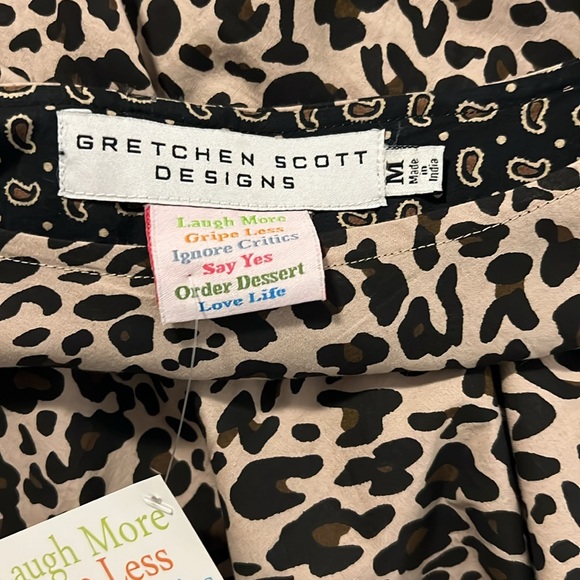 GRETCHEN SCOTT
DESIGNS
M
Made
in
India
Laugh More
Gripe Less
Ignore Critics
Say Yes
Order Dessert
Love Life
augh More
Less